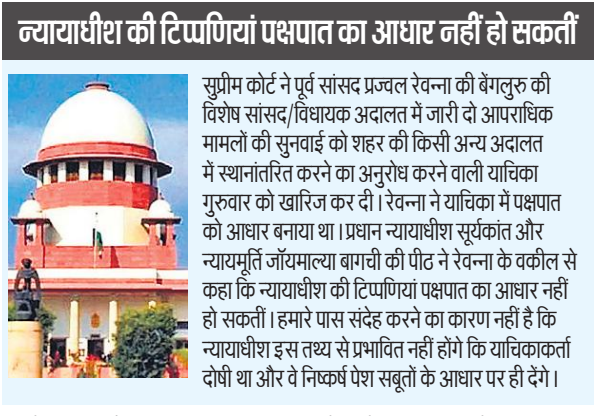 न्यायाधीश की टिप्पणियां पक्षपात का आधार नहीं हो सकतीं
सुप्रीम कोर्ट ने पूर्व सांसद प्रज्वल रेवन्ना की बेंगलुरु की
विशेष सांसद/विधायक अदालत में जारी दो आपराधिक
मामलों की सुनवाई को शहर की किसी अन्य अदालत
में स्थानांतरित करने का अनुरोध करने वाली याचिका
गुरुवार को खारिज कर दी। रेवन्ना ने याचिका में पक्षपात
को आधार बनाया था। प्रधान न्यायाधीश सूर्यकांत और
न्यायमूर्ति जॉयमाल्या बागची की पीठ ने रेवन्ना के वकील से
कहा कि न्यायाधीश की टिप्पणियां पक्षपात का आधार नहीं
हो सकतीं। हमारे पास संदेह करने का कारण नहीं है कि
न्यायाधीश इस तथ्य से प्रभावित नहीं होंगे कि याचिकाकर्ता
दोषी था और वे निष्कर्ष पेश सबूतों के आधार पर ही देंगे।